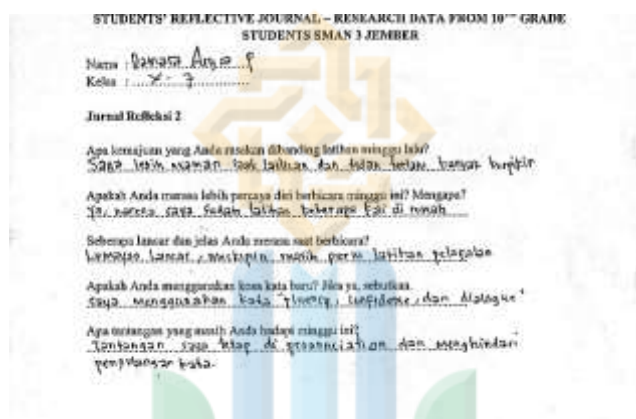 STUDENTS' REFLECTIVE JOURNAL – RESEARCH DATA FROM 10TH GRADE
STUDENTS SMAN 3 JEMBER
Nama :
Kelas : X-7
Jurnal Refleksi 2
Apa kemajuan yang Anda rasakan dibanding latihan minggu lalu?
Saya lebih nyaman saat latihan dan tidak terlalu banyak berpikir
Apakah Anda merasa lebih percaya diri berbicara minggu ini? Mengapa?
Ya, karena saya sudah latihan beberapa kali di rumah
Seberapa lancar dan jelas Anda merasa saat berbicara?
Lumayan lancar, meskipun masih perlu latihan pelafalan
Apakah Anda menggunakan kosa kata baru? Jika ya, sebutkan.
Saya menggunakan kata "fluency, confidence, dan dialogue"
Apa tantangan yang masih Anda hadapi minggu ini?
Tantangan saya tetap di pronunciation dan menghindari
pengulangan kata.